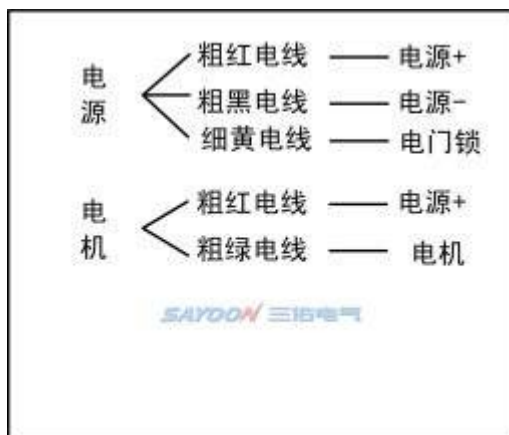 电源
粗红电线 电源+
粗黑电线 电源-
细黄电线 电门锁
电机
粗红电线 电源+
粗绿电线 电机
SAYOON 三佑电气